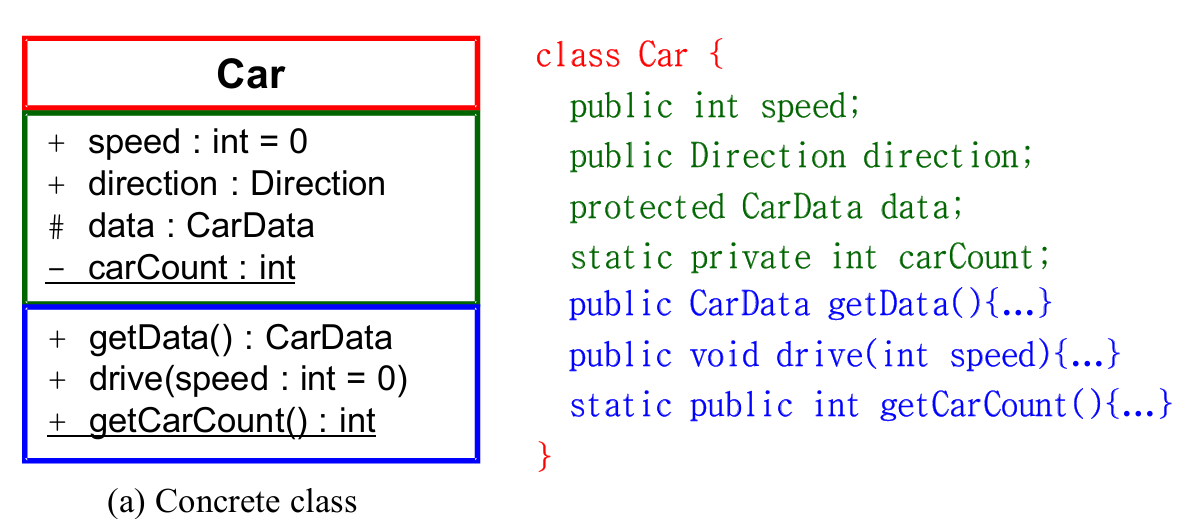 Car
+ speed : int = 0
+ direction : Direction
# data : CarData
- carCount : int
+ getData() : CarData
+ drive(speed : int = 0)
+ getCarCount() : int
(a) Concrete class
class Car {
public int speed;
public Direction direction;
protected CarData data;
static private int carCount;
public CarData getData(){...}
public void drive(int speed){...}
static public int getCarCount(){...}
}